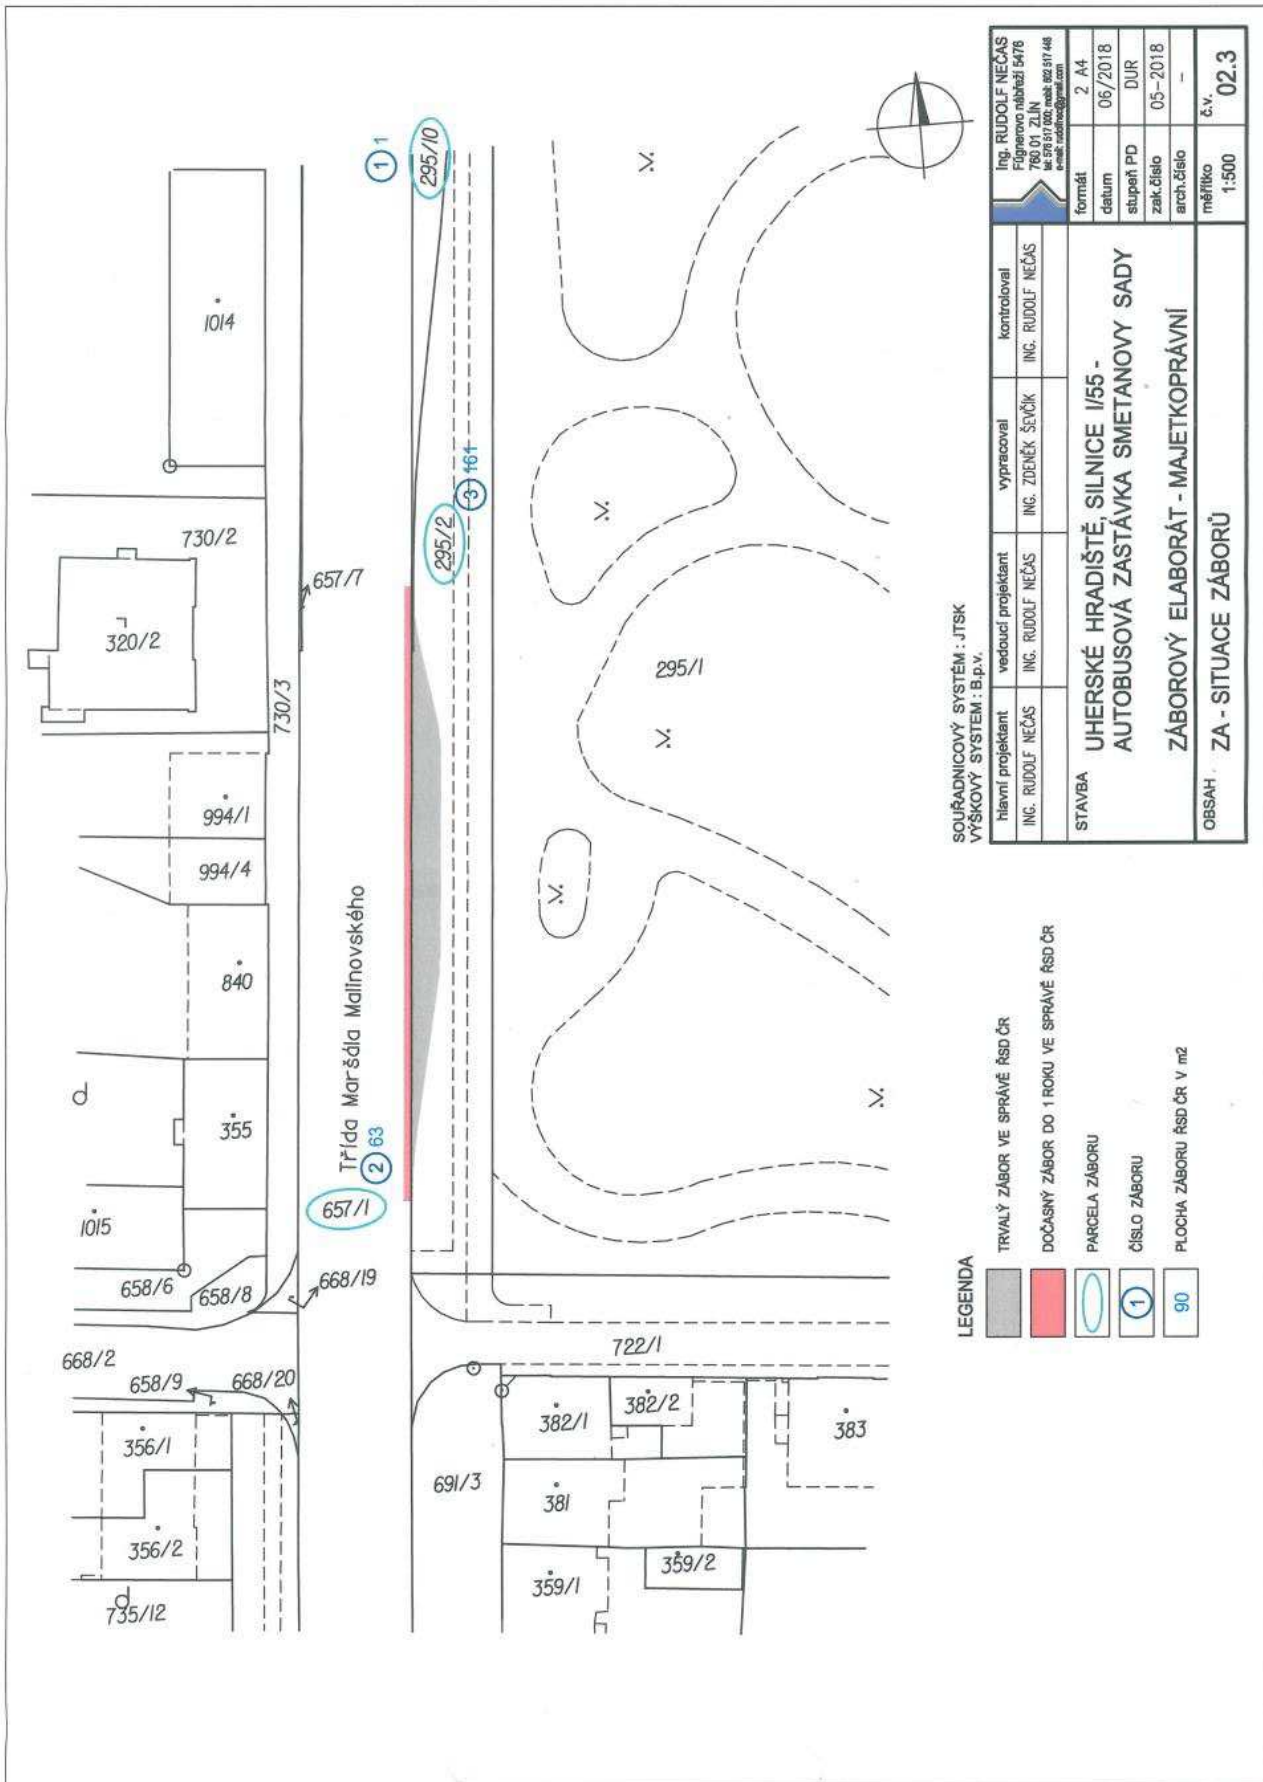 1014
1 1
295/10
730/2
320/2
657/7
730/3
295/2
3 161
994/1
994/4
840
355
1015
Třída Maršála Malinovského
2 63
657/1
295/1
658/6
658/8
668/19
668/2
658/9
668/20
722/1
356/1
356/2
735/12
691/3
382/1
382/2
383
381
359/1
359/2
LEGENDA
TRVALÝ ZÁBOR VE SPRÁVĚ ŘSD ČR
DOČASNÝ ZÁBOR DO 1 ROKU VE SPRÁVĚ ŘSD ČR
PARCELA ZÁBORU
1 ČÍSLO ZÁBORU
90 PLOCHA ZÁBORU ŘSD ČR V m2
SOUŘADNICOVÝ SYSTÉM : JTSK
VÝŠKOVÝ SYSTÉM : B.p.v.
hlavní projektant vedoucí projektant vypracoval kontroloval
ING. RUDOLF NEČAS ING. RUDOLF NEČAS ING. ZDENĚK ŠEVČÍK ING. RUDOLF NEČAS
Ing. RUDOLF NEČAS
Fügnerovo nábřeží 5476
760 01 ZLÍN
STAVBA
UHERSKÉ HRADIŠTĚ, SILNICE I/55 -
AUTOBUSOVÁ ZASTÁVKA SMETANOVY SADY
ZÁBOROVÝ ELABORÁT - MAJETKOPRÁVNÍ
formát 2 A4
datum 06/2018
stupeň PD DUR
zak.číslo 05-2018
arch.číslo -
OBSAH ZA - SITUACE ZÁBORŮ
měřítko 1:500
č.v. 02.3